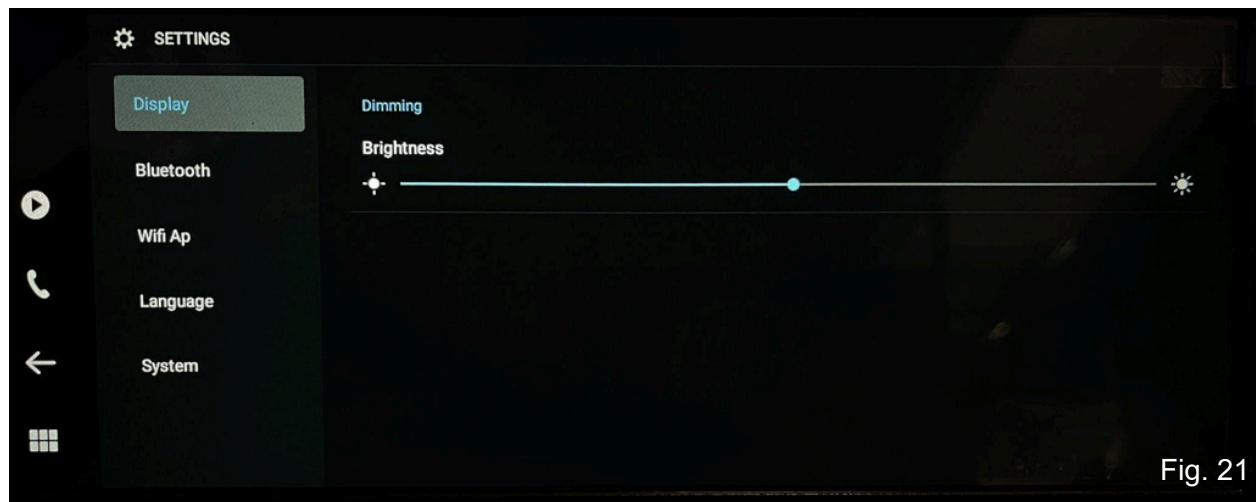 SETTINGS
Display
Dimming
Brightness
Bluetooth
Wifi Ap
Language
System
Fig. 21